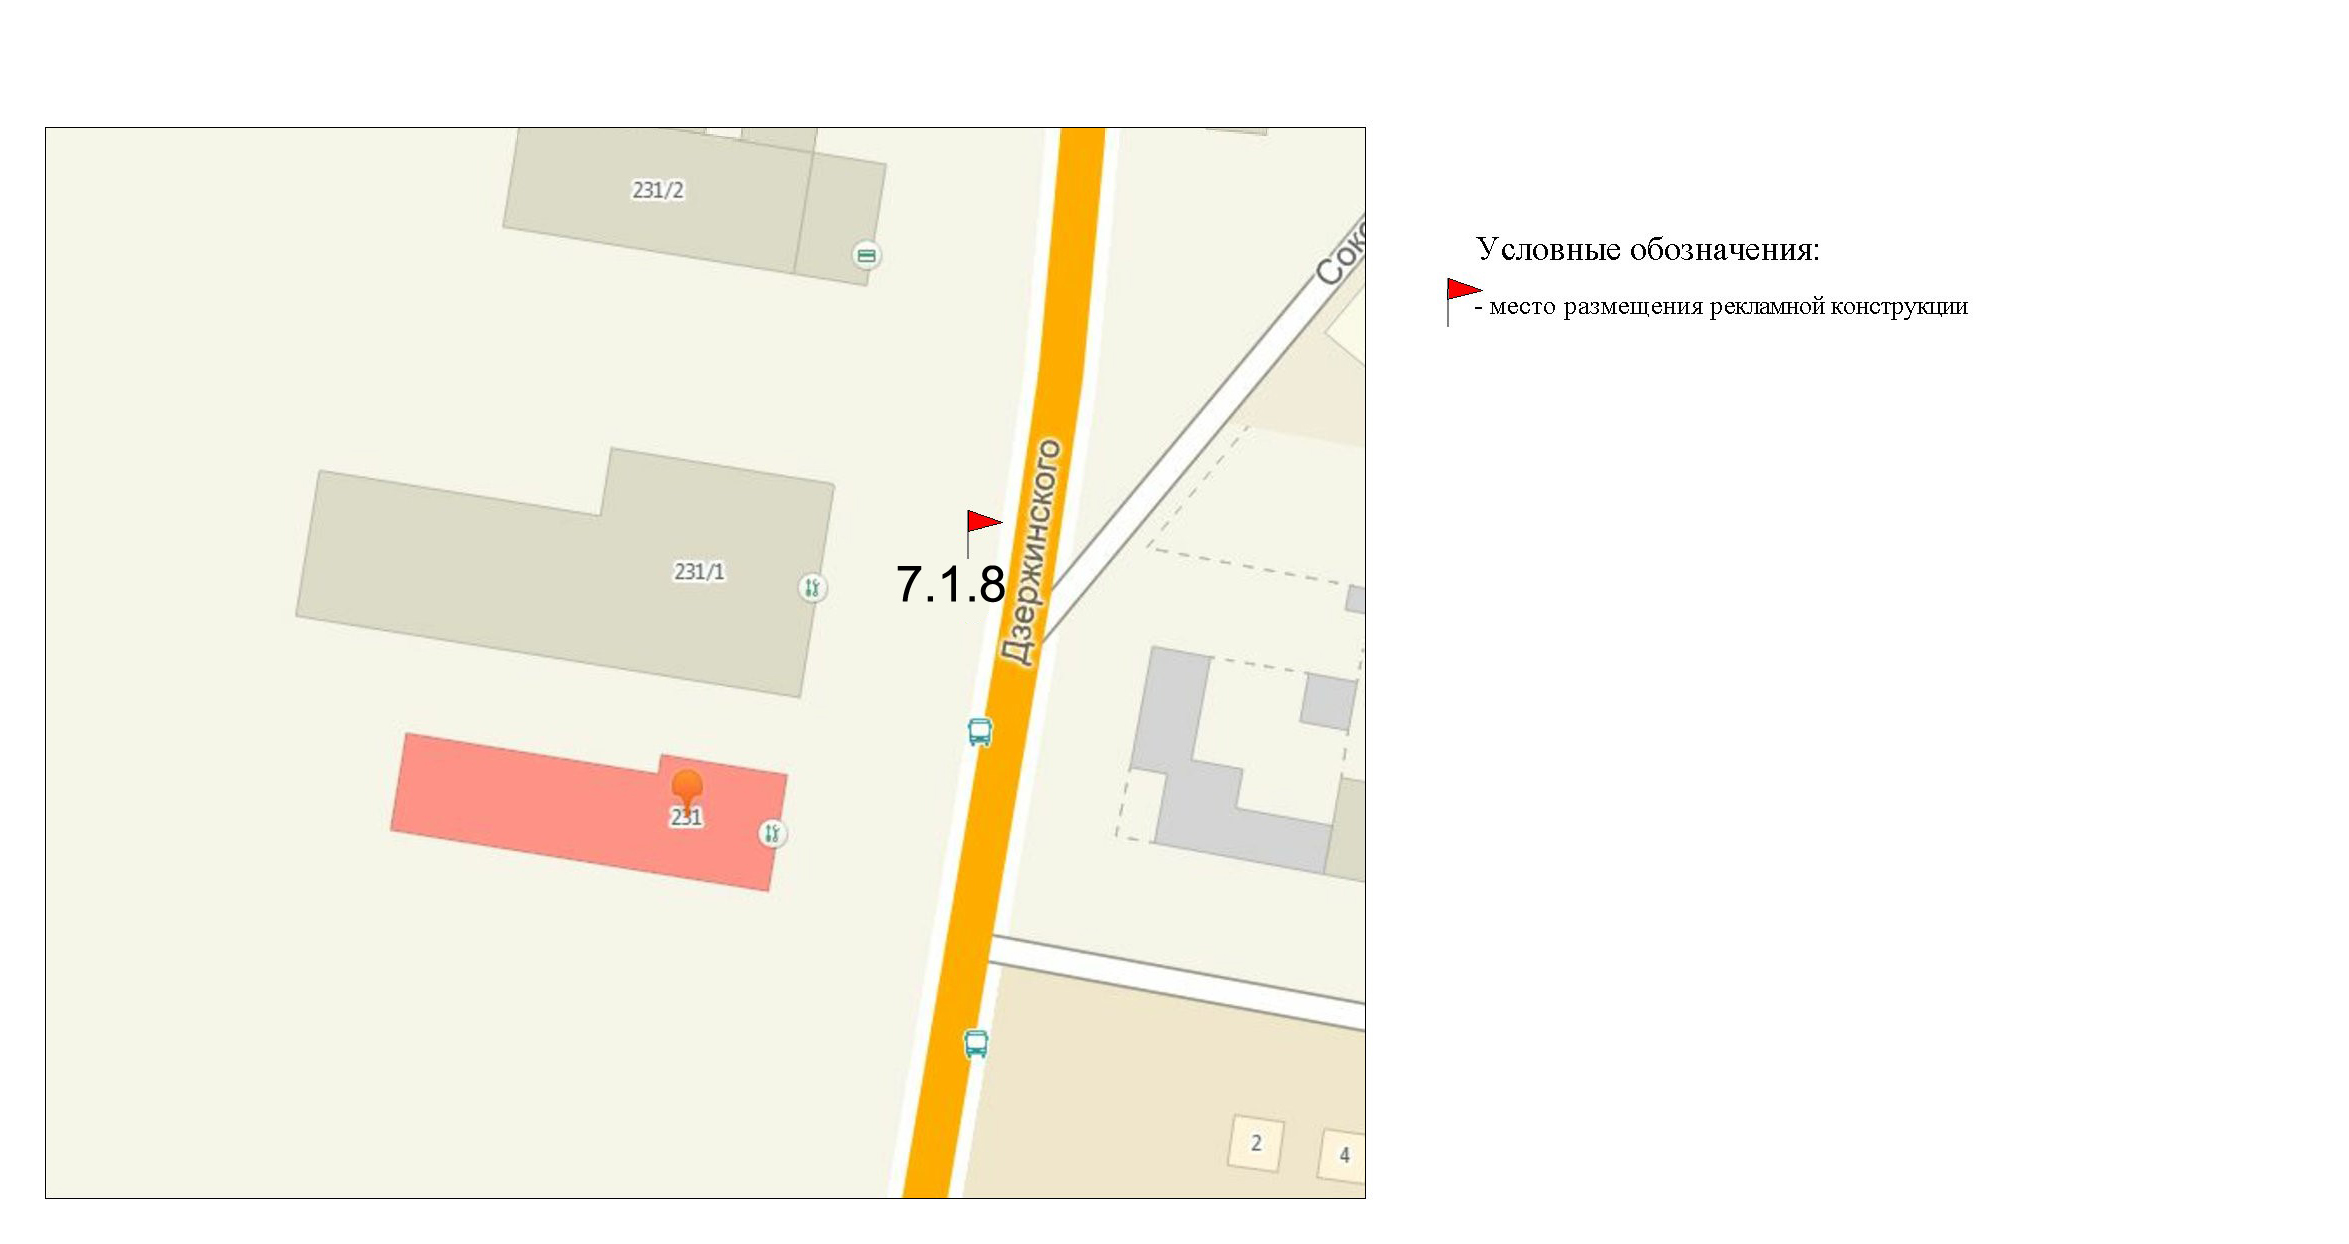 231/2
Соко
Условные обозначения:
- место размещения рекламной конструкции
Дзержинского
231/1
7.1.8
231
2
4